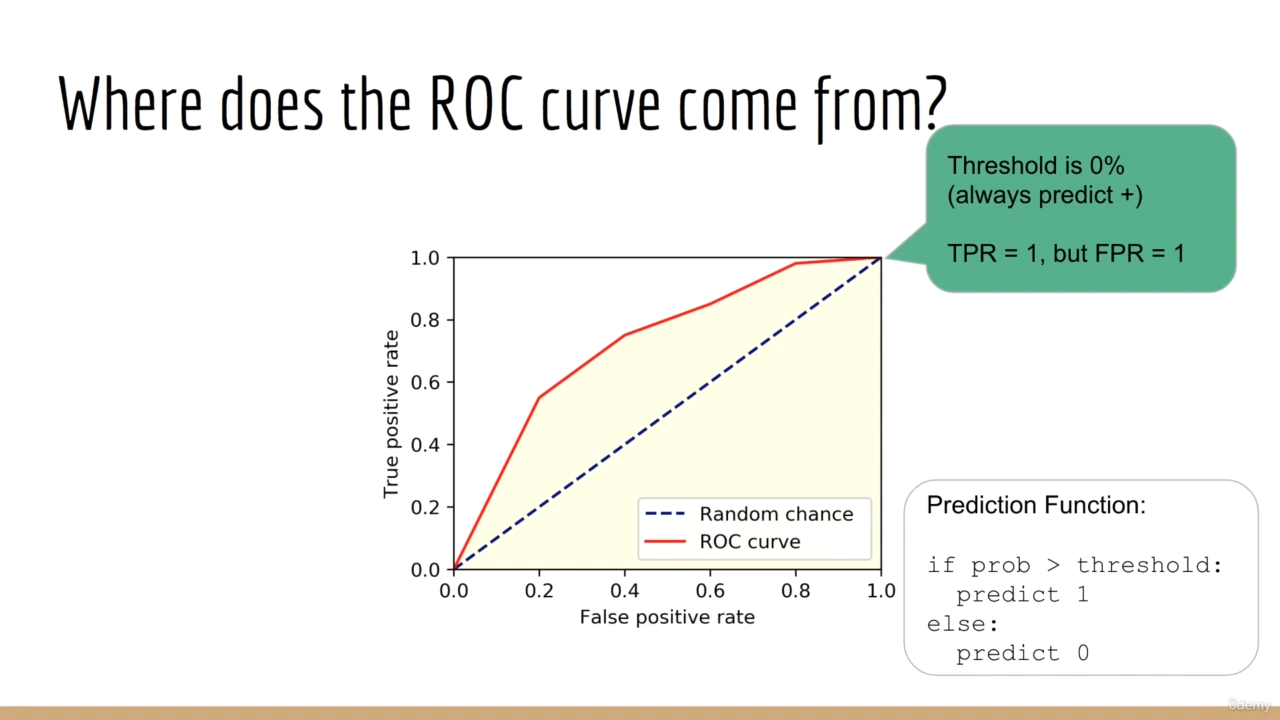 Where does the ROC curve come from?
Threshold is 0%
(always predict +)
TPR = 1, but FPR = 1
1.0
0.8
0.6
0.4
0.2
0.0
True positive rate
Random chance
ROC curve
0.0 0.2 0.4 0.6 0.8 1.0
False positive rate
Prediction Function:
if prob > threshold:
  predict 1
else:
  predict 0
ûdemy